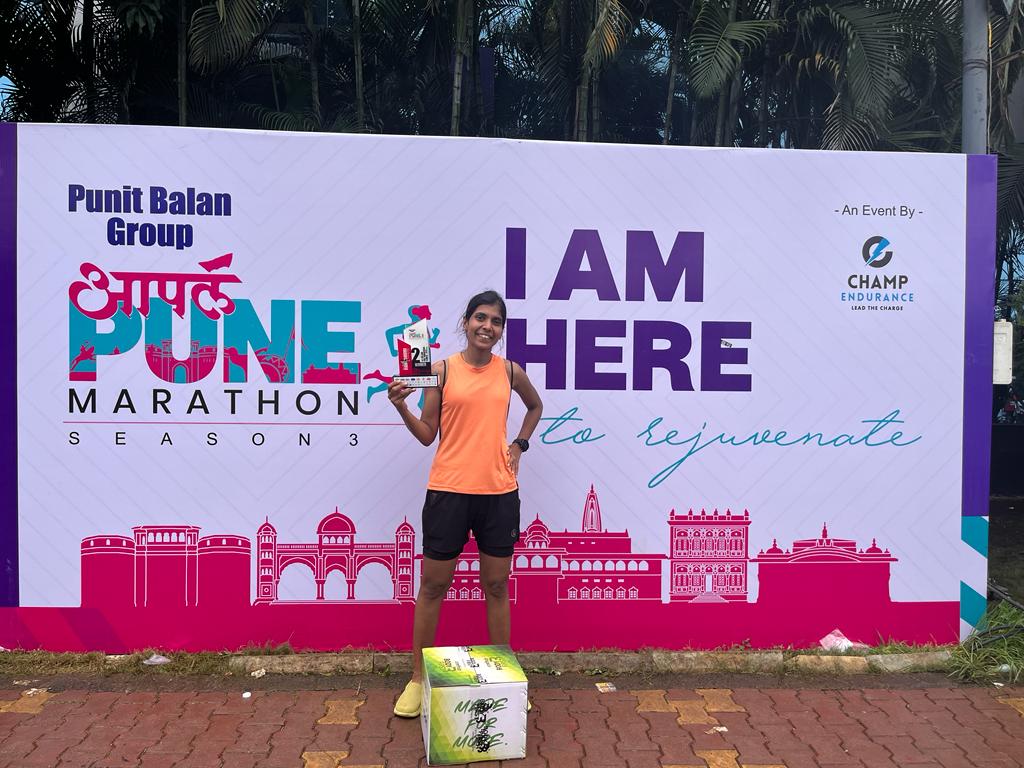 Punit Balan
Group
आपलं
PUNE
MARATHON
SEASON 3
I AM
HERE
to rejuvenate
- An Event By -
CHAMP
ENDURANCE
LEAD THE CHARGE
2
MADE
FOR
MORE.